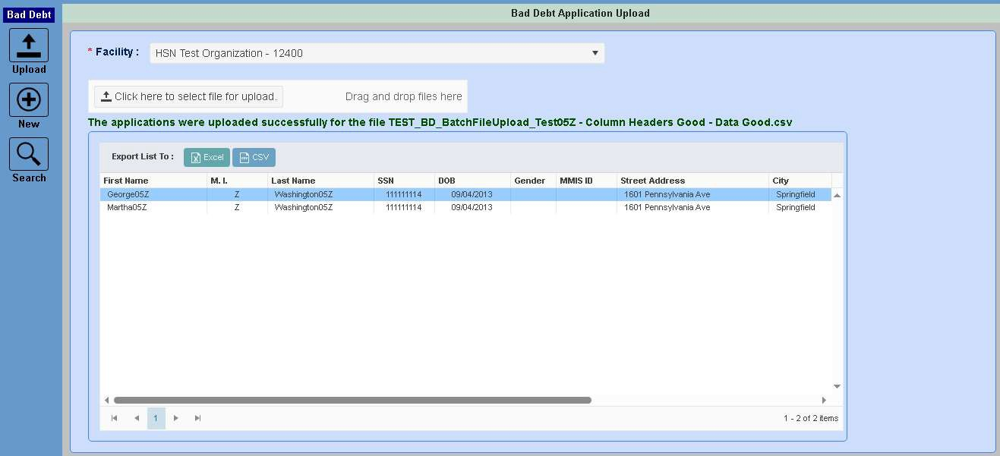 Bad Debt
Upload
New
Search
Bad Debt Application Upload
* Facility : HSN Test Organization - 12400
Click here to select file for upload. Drag and drop files here
The applications were uploaded successfully for the file TEST_BD_BatchFileUpload_Test05Z - Column Headers Good - Data Good.csv
Export List To : Excel CSV
First Name M. I. Last Name SSN DOB Gender MMIS ID Street Address City
George05Z Z Washington05Z 111111114 09/04/2013 1601 Pennsylvania Ave Springfield
Martha05Z Z Washington05Z 111111114 09/04/2013 1601 Pennsylvania Ave Springfield
1 1 - 2 of 2 items